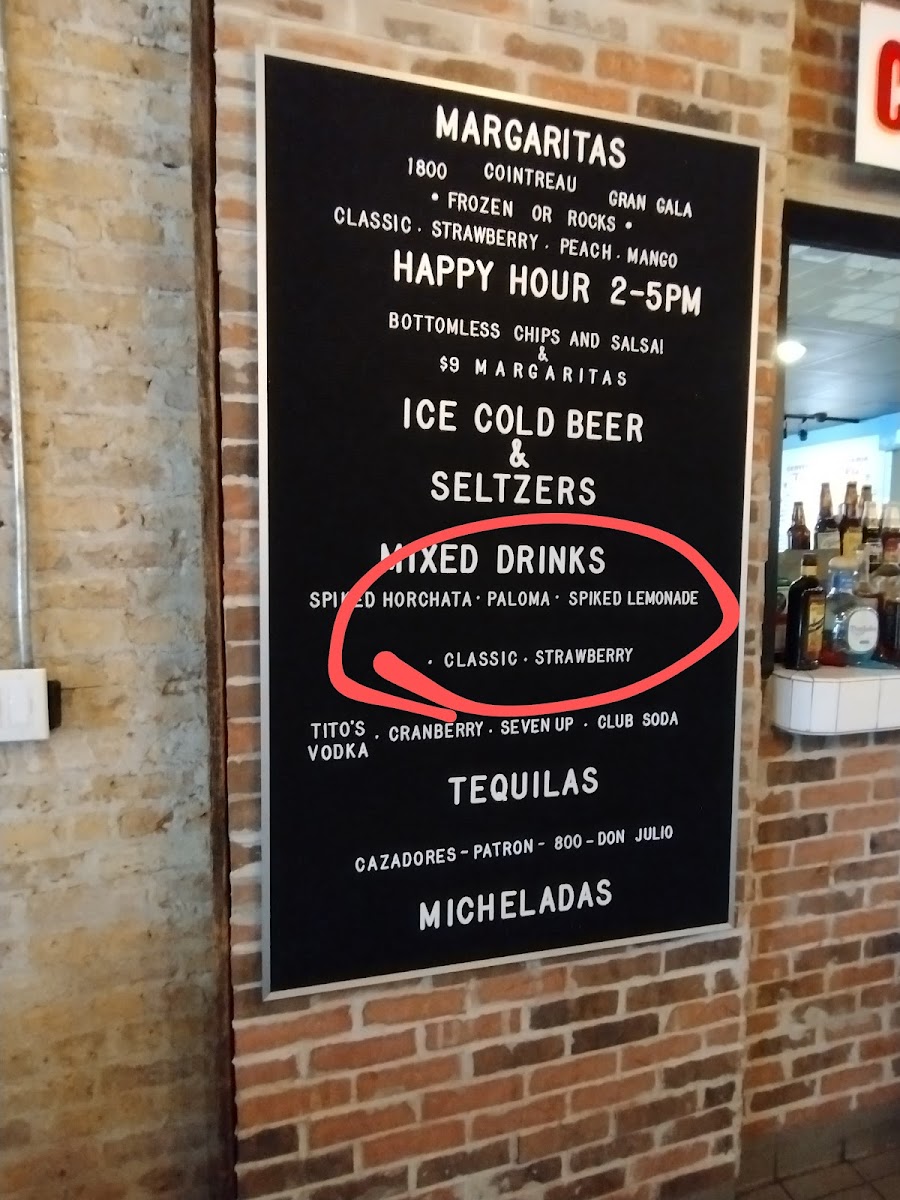 MARGARITAS
1800 COINTREAU GRAN GALA
• FROZEN OR ROCKS •
CLASSIC · STRAWBERRY · PEACH · MANGO
HAPPY HOUR 2-5PM
BOTTOMLESS CHIPS AND SALSA!
&
$9 MARGARITAS
ICE COLD BEER
&
SELTZERS
MIXED DRINKS
SPIKED HORCHATA · PALOMA · SPIKED LEMONADE
· CLASSIC · STRAWBERRY
TITO'S VODKA · CRANBERRY · SEVEN UP · CLUB SODA
TEQUILAS
CAZADORES - PATRON - 800 - DON JULIO
MICHELADAS